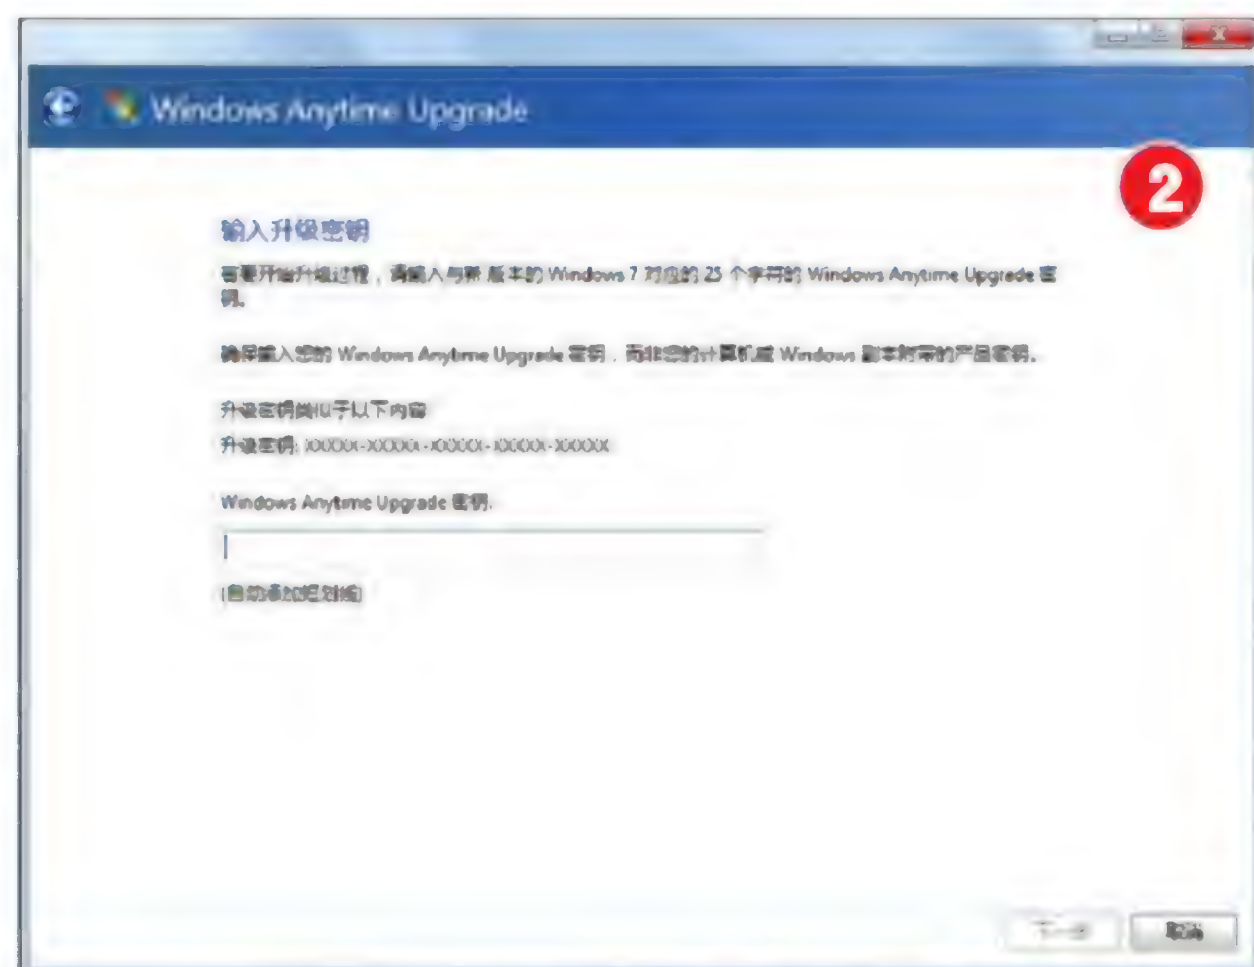 Windows Anytime Upgrade
2
输入升级密钥
若要开始升级过程，请输入与新 版本的 Windows 7 对应的 25 个字符的 Windows Anytime Upgrade 密
钥。
确保输入您的 Windows Anytime Upgrade 密钥，而非您的计算机或 Windows 副本附带的产品密钥。
升级密钥类似于以下内容:
升级密钥: XXXXX-XXXXX-XXXXX-XXXXX-XXXXX
Windows Anytime Upgrade 密钥:
(自动添加短划线)
下一步
取消